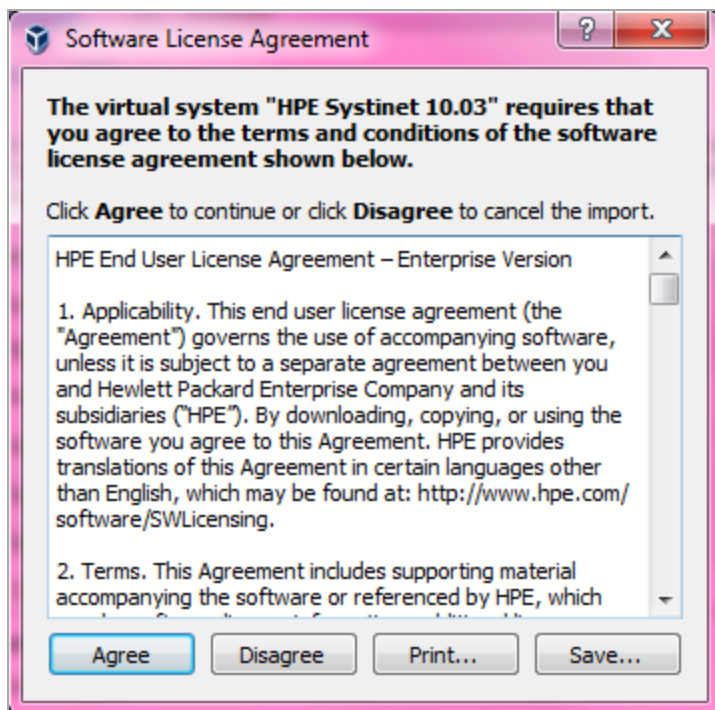 Software License Agreement
The virtual system "HPE Systinet 10.03" requires that
you agree to the terms and conditions of the software
license agreement shown below.
Click Agree to continue or click Disagree to cancel the import.
HPE End User License Agreement – Enterprise Version
1. Applicability. This end user license agreement (the
"Agreement") governs the use of accompanying software,
unless it is subject to a separate agreement between you
and Hewlett Packard Enterprise Company and its
subsidiaries ("HPE"). By downloading, copying, or using the
software you agree to this Agreement. HPE provides
translations of this Agreement in certain languages other
than English, which may be found at: http://www.hpe.com/
software/SWLicensing.
2. Terms. This Agreement includes supporting material
accompanying the software or referenced by HPE, which
Agree Disagree Print... Save...